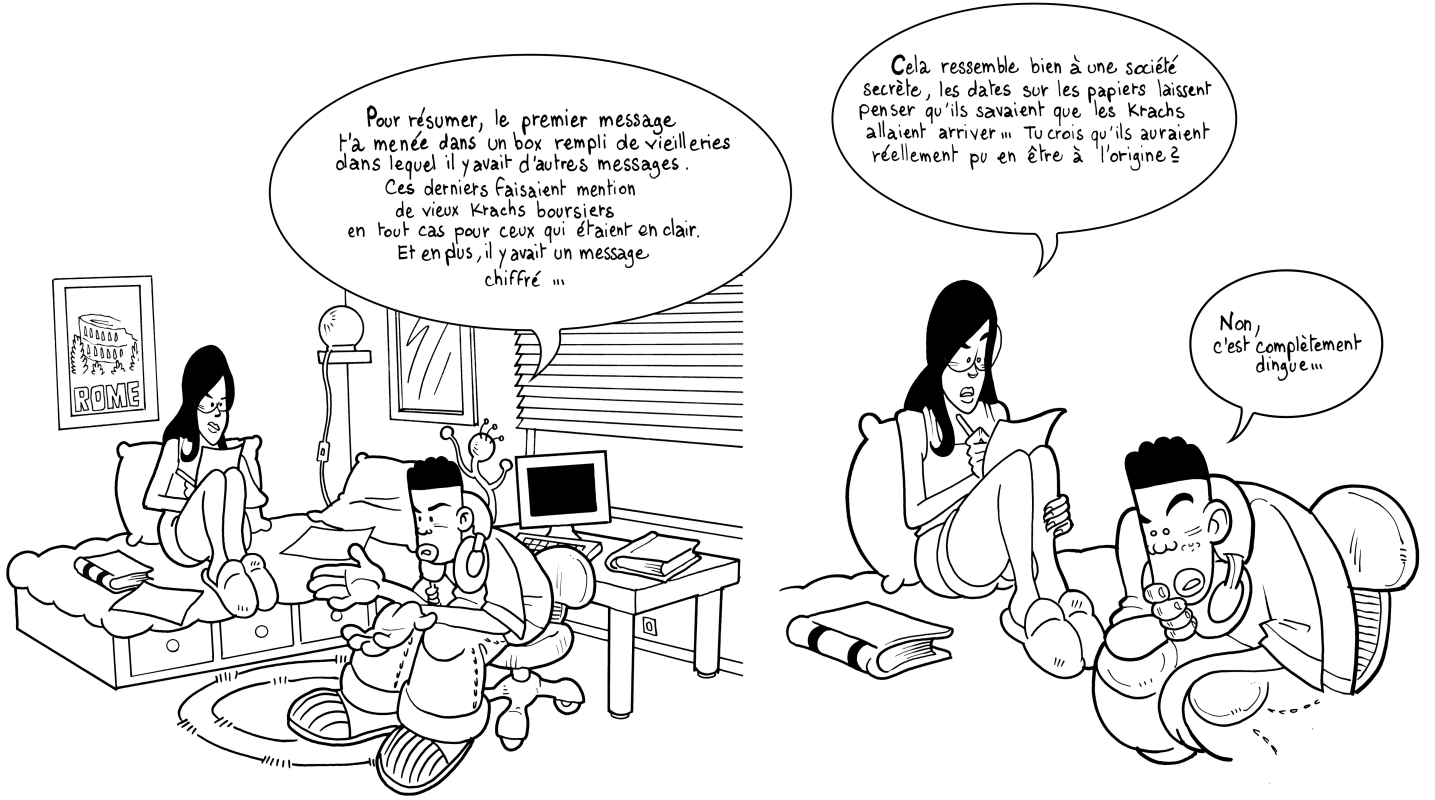 Pour résumer, le premier message
t'a menée dans un box rempli de vieilleries
dans lequel il y avait d'autres messages.
Ces derniers faisaient mention
de vieux Krachs boursiers
en tout cas pour ceux qui étaient en clair.
Et en plus, il y avait un message
chiffré ...
Cela ressemble bien à une société
secrète, les dates sur les papiers laissent
penser qu'ils savaient que les Krachs
allaient arriver... Tu crois qu'ils auraient
réellement pu en être à l'origine?
Non,
c'est complètement
dingue...
ROME